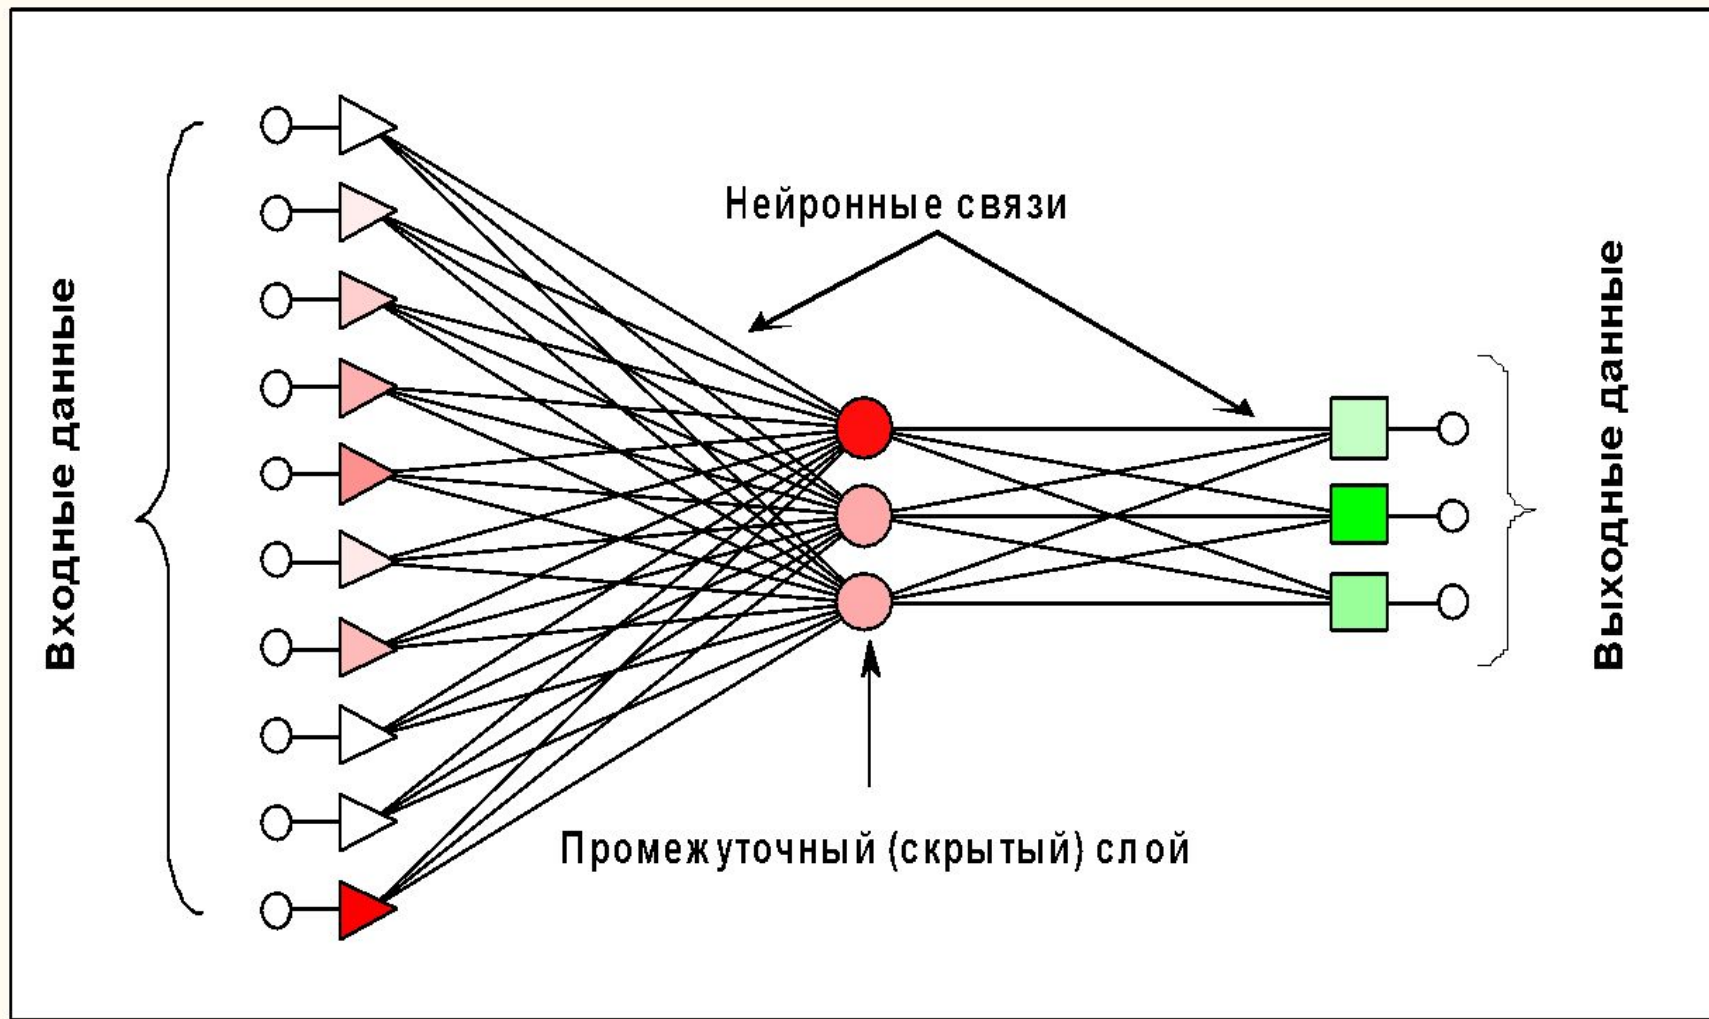 Входные данные
Нейронные связи
Промежуточный (скрытый) слой
Выходные данные